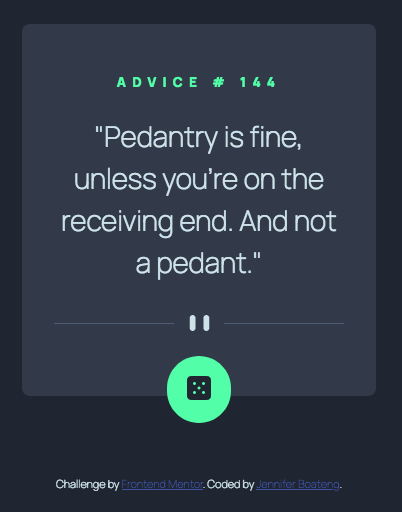 ADVICE # 144
"Pedantry is fine,
unless you're on the
receiving end. And not
a pedant."
Challenge by Frontend Mentor. Coded by Jennifer Boateng.